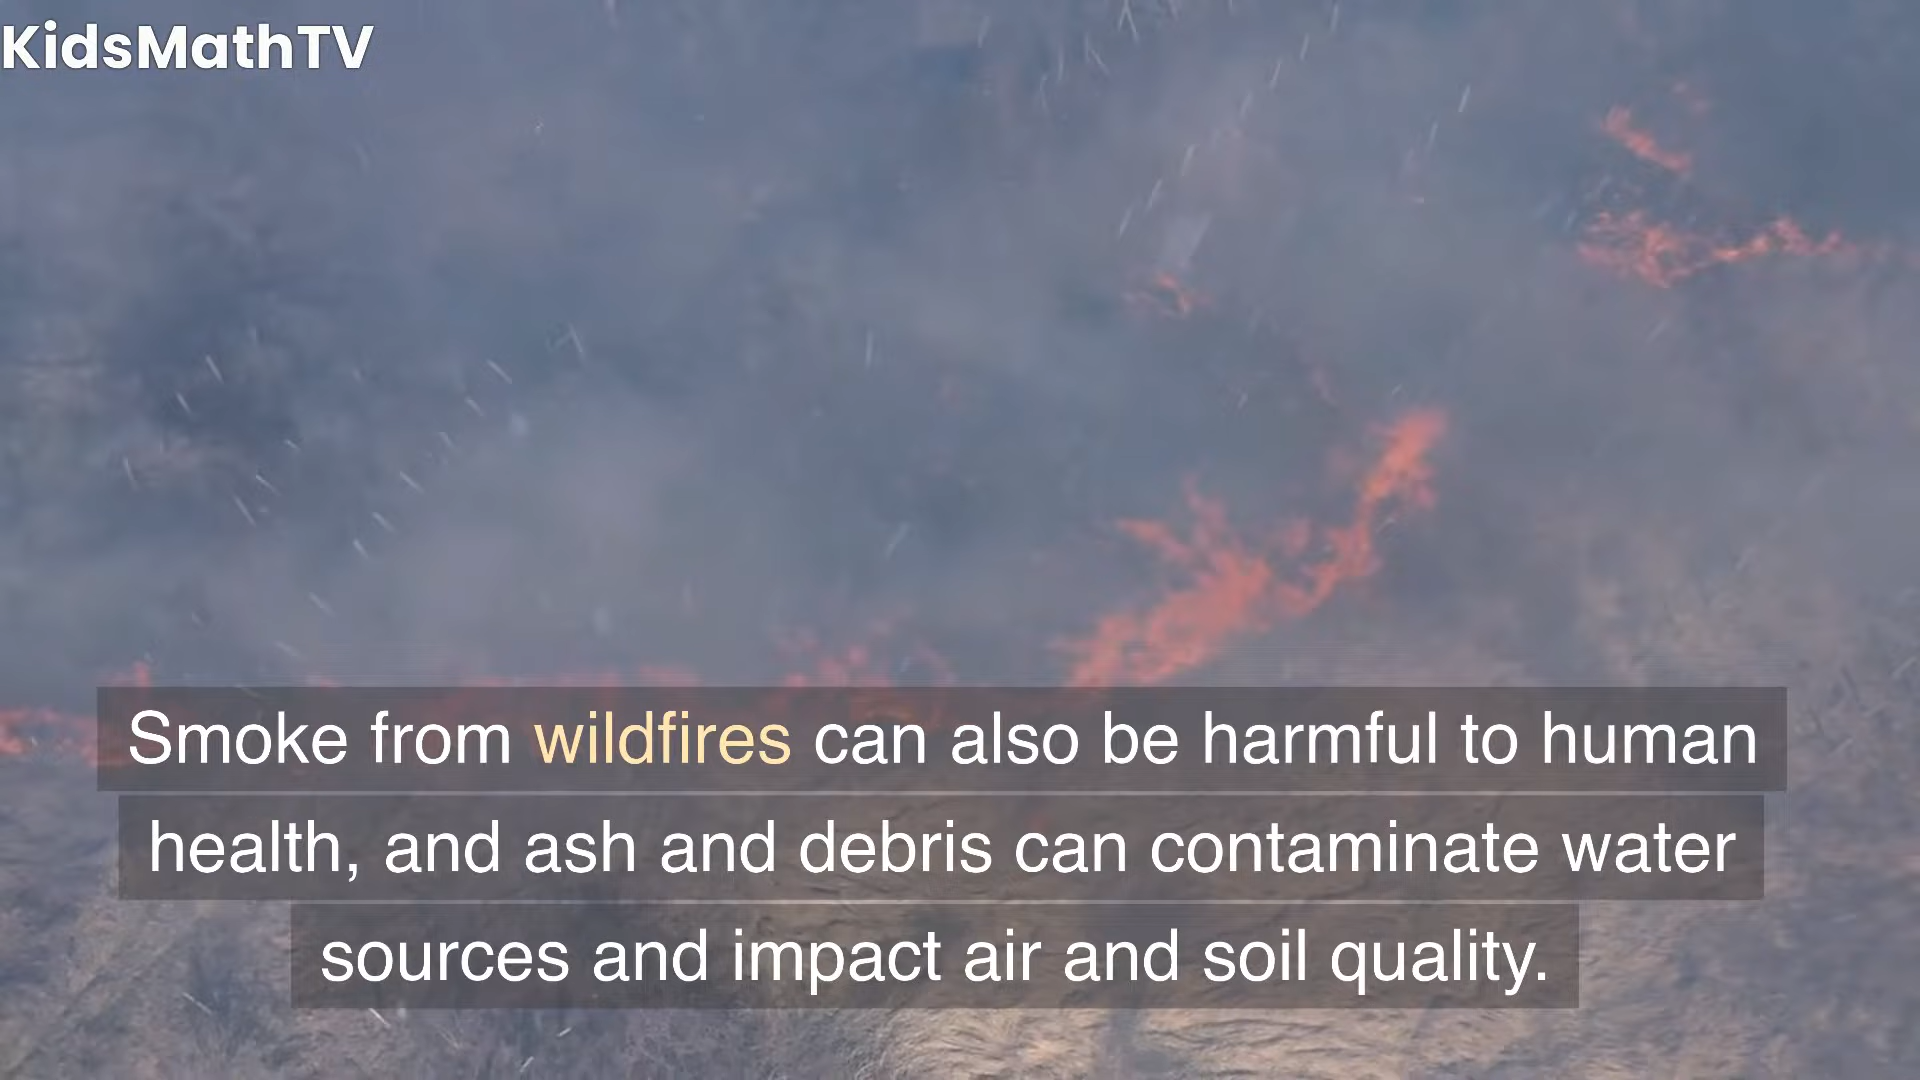 KidsMathTV
Smoke from wildfires can also be harmful to human
health, and ash and debris can contaminate water
sources and impact air and soil quality.